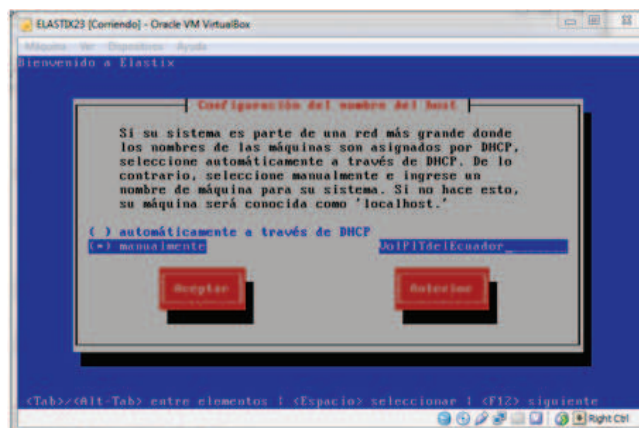 ELASTIX23 [Corriendo] - Oracle VM VirtualBox
Máquina Ver Dispositivos Ayuda
Bienvenido a Elastix
Configuración del nombre del host
Si su sistema es parte de una red más grande donde
los nombres de las máquinas son asignados por DHCP,
seleccione automáticamente a través de DHCP. De lo
contrario, seleccione manualmente e ingrese un
nombre de máquina para su sistema. Si no hace esto,
su máquina será conocida como 'localhost.'
( ) automáticamente a través de DHCP
(*) manualmente VoIPITdelEcuador_
Aceptar Anterior
<Tab>/<Alt-Tab> entre elementos | <Espacio> seleccionar | <F12> siguiente
Right Ctrl